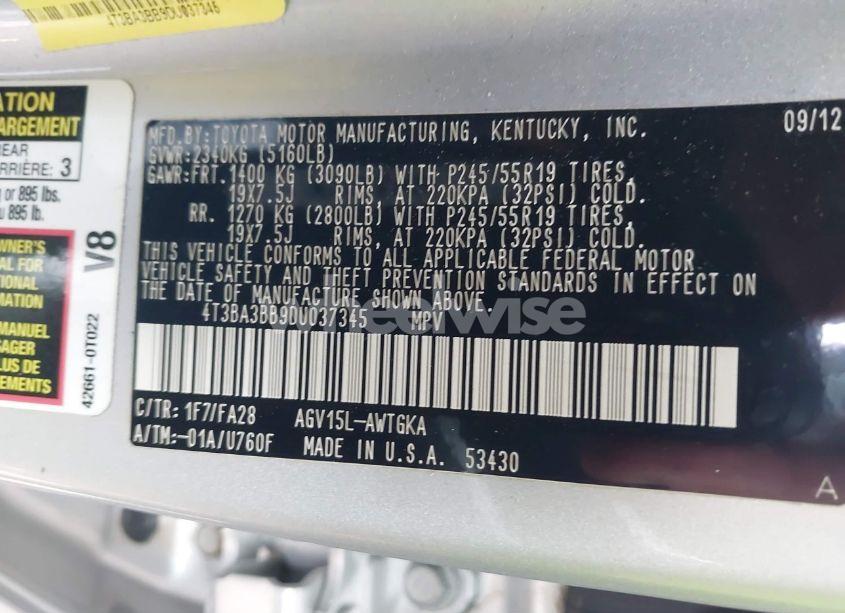 4T3BA3BB9DU037345
ATION
ARGEMENT
REAR
ARRIÈRE: 3
g or 895 lbs.
u 895 lb.
V8
WNER'S
AL FOR
TIONAL
MATION
MANUEL
SAGER
US DE
GNEMENTS
42661-0T022
MFD.BY:TOYOTA MOTOR MANUFACTURING, KENTUCKY, INC. 09/12
GVWR:2340KG (5160LB)
GAWR:FRT.1400 KG (3090LB) WITH P245/55R19 TIRES,
19X7.5J RIMS, AT 220KPA (32PSI) COLD.
RR. 1270 KG (2800LB) WITH P245/55R19 TIRES,
19X7.5J RIMS, AT 220KPA (32PSI) COLD.
THIS VEHICLE CONFORMS TO ALL APPLICABLE FEDERAL MOTOR
VEHICLE SAFETY AND THEFT PREVENTION STANDARDS IN EFFECT ON
THE DATE OF MANUFACTURE SHOWN ABOVE.
4T3BA3BB9DU037345 MPV
wheelwise
C/TR: 1F7/FA28 AGV15L-AWTGKA
A/TM:-01A/U760F MADE IN U.S.A. 53430
A